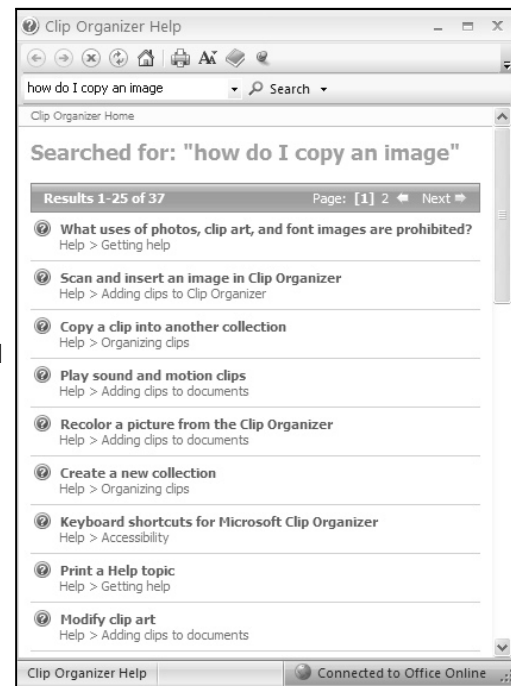 Clip Organizer Help
how do I copy an image
Search
Clip Organizer Home
Searched for: "how do I copy an image"
Results 1-25 of 37 Page: [1] 2 Next
What uses of photos, clip art, and font images are prohibited?
Help > Getting help
Scan and insert an image in Clip Organizer
Help > Adding clips to Clip Organizer
Copy a clip into another collection
Help > Organizing clips
Play sound and motion clips
Help > Adding clips to documents
Recolor a picture from the Clip Organizer
Help > Adding clips to documents
Create a new collection
Help > Organizing clips
Keyboard shortcuts for Microsoft Clip Organizer
Help > Accessibility
Print a Help topic
Help > Getting help
Modify clip art
Help > Adding clips to documents
Clip Organizer Help Connected to Office Online